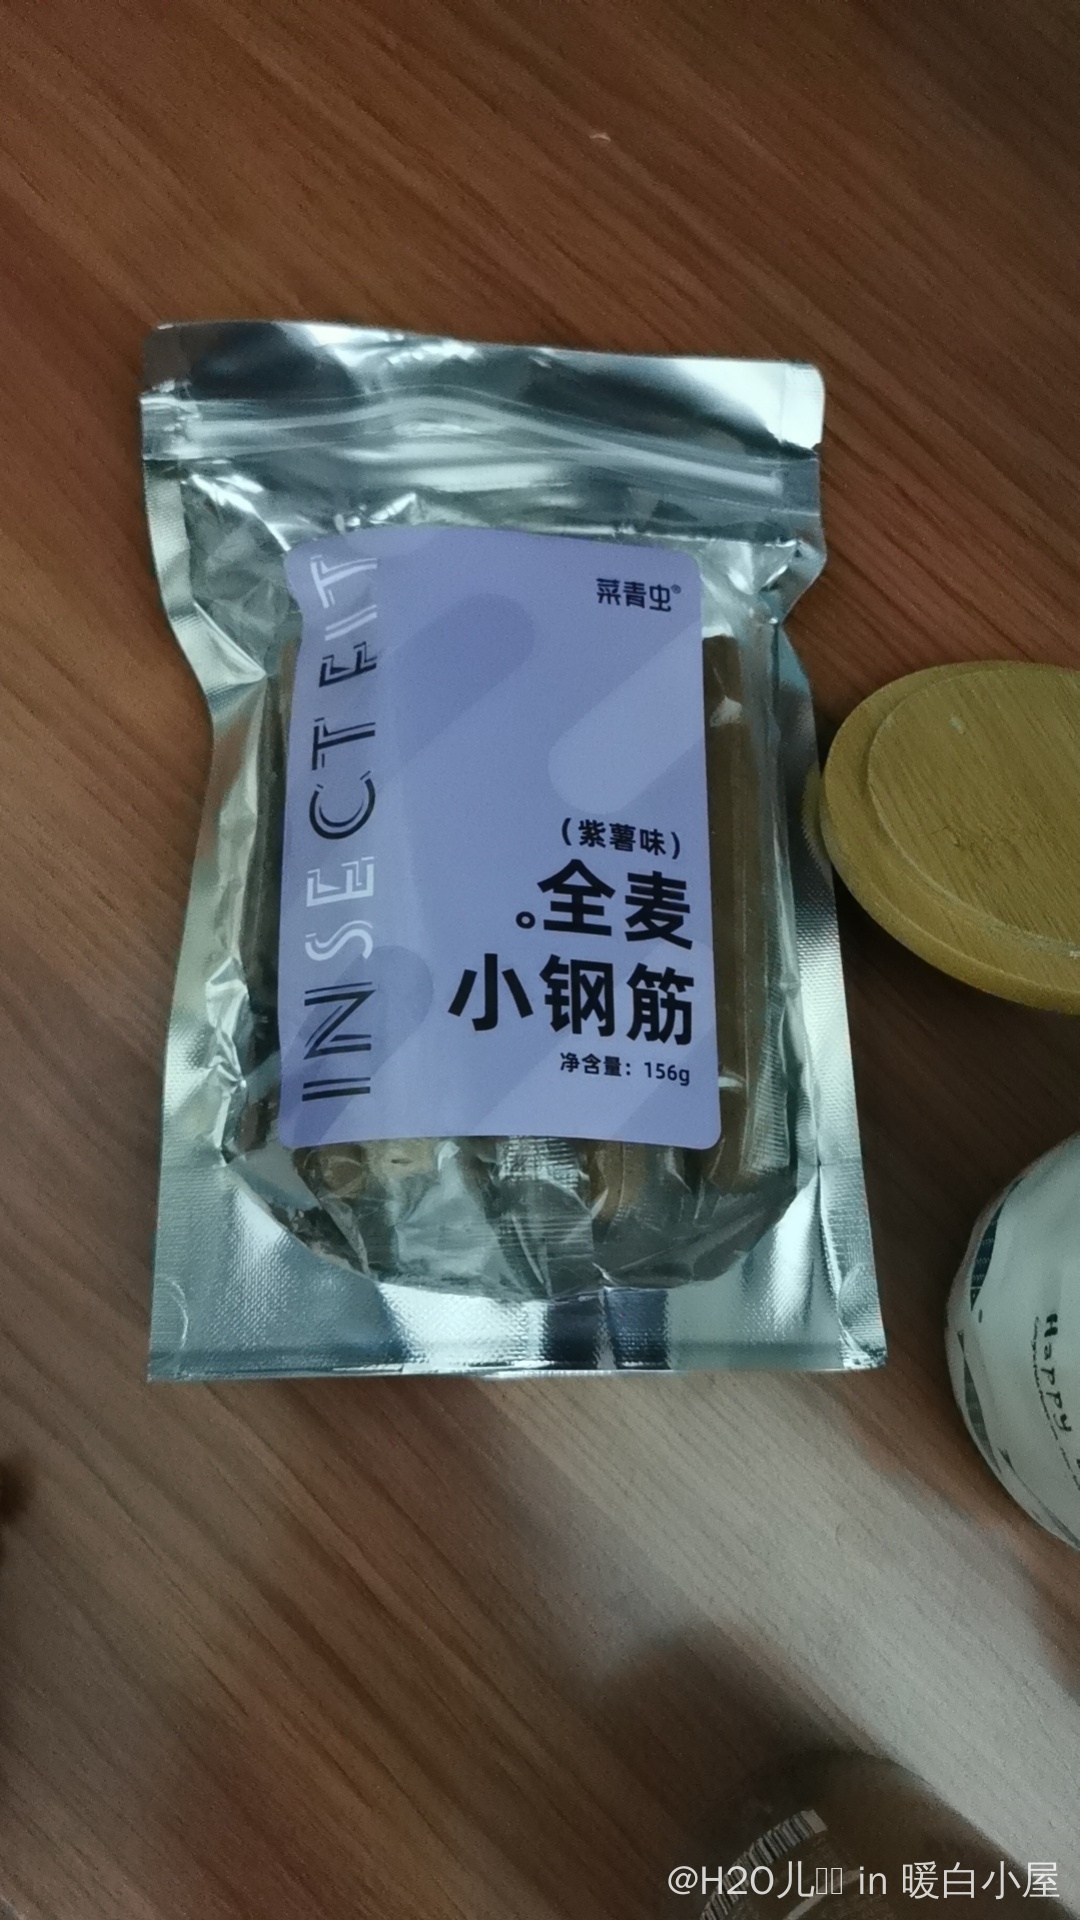 菜青虫®
INSECT FIT
（紫薯味）
全麦。
小钢筋
净含量：156g
Happy
@H2O儿 in 暖白小屋